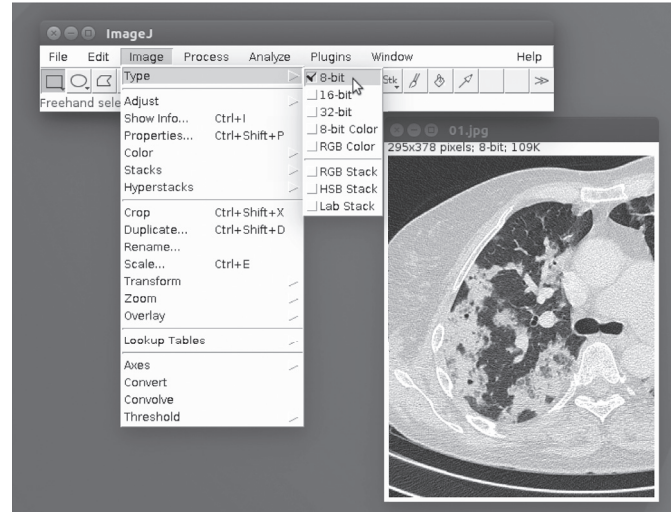 ImageJ
File Edit Image Process Analyze Plugins Window Help
Stk
>>
Freehand sele
Type
Adjust
Show Info... Ctrl+I
Properties... Ctrl+Shift+P
Color
Stacks
Hyperstacks
Crop Ctrl+Shift+X
Duplicate... Ctrl+Shift+D
Rename...
Scale... Ctrl+E
Transform
Zoom
Overlay
Lookup Tables
Axes
Convert
Convolve
Threshold
8-bit
16-bit
32-bit
8-bit Color
RGB Color
RGB Stack
HSB Stack
Lab Stack
01.jpg
295x378 pixels; 8-bit; 109K